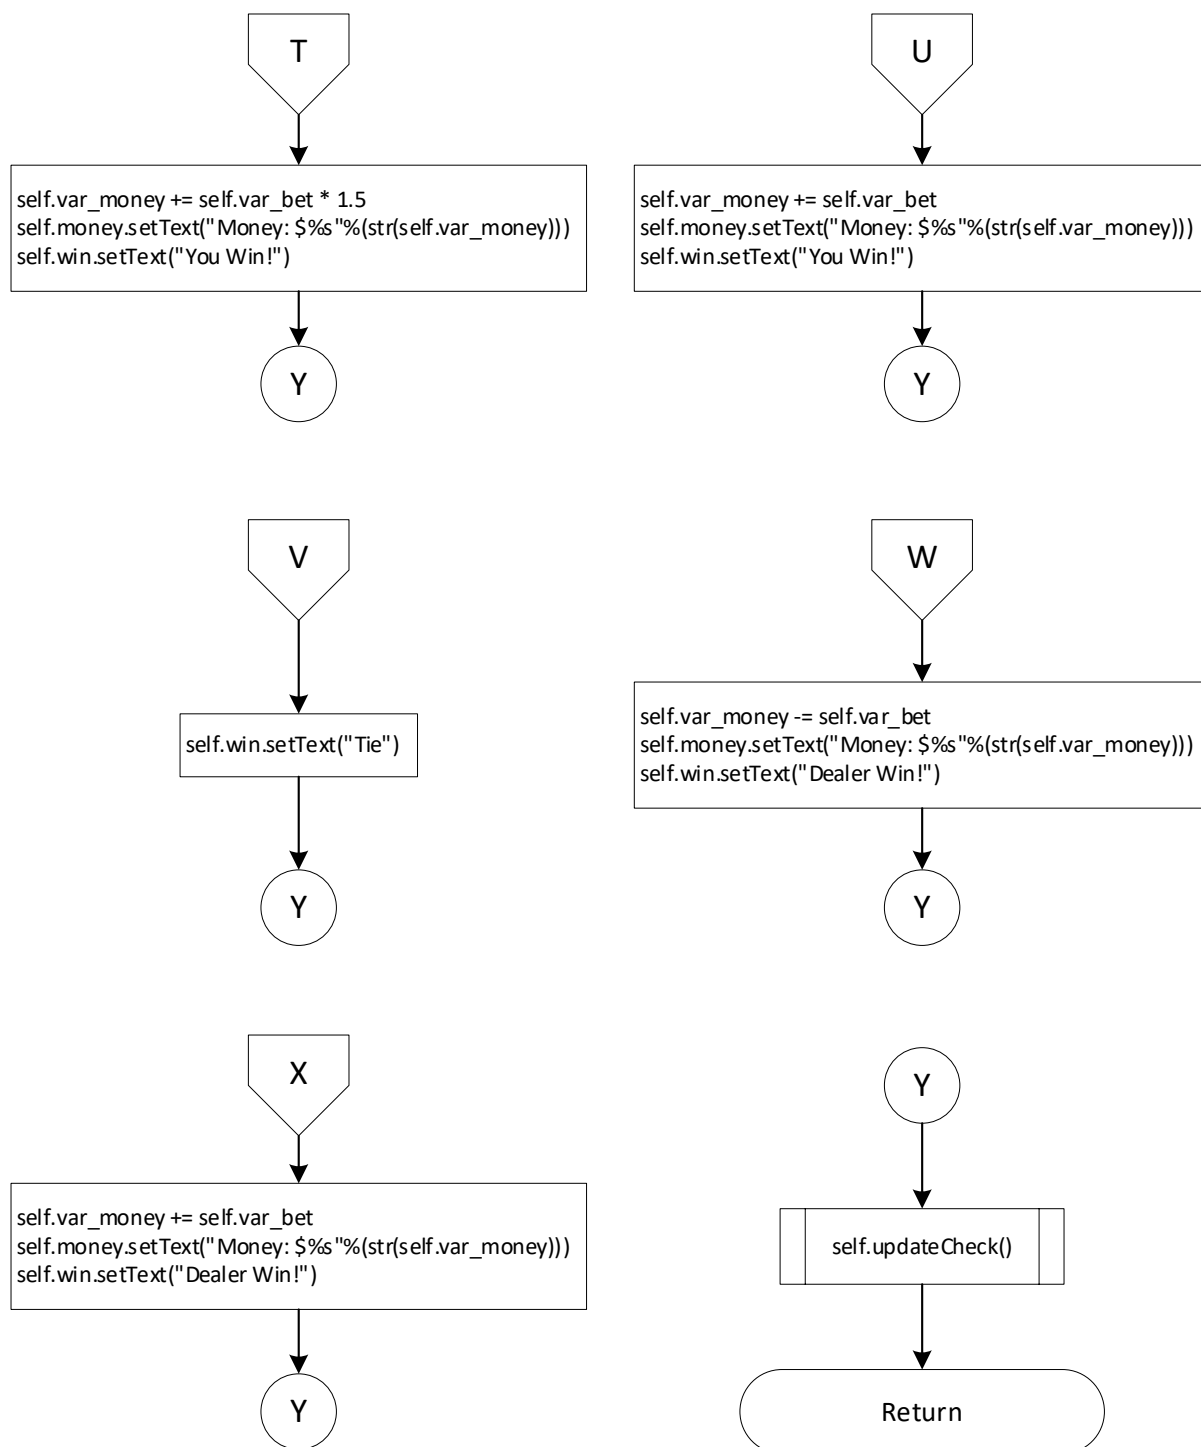 T
self.var_money += self.var_bet * 1.5
self.money.setText("Money: $%s"%(str(self.var_money)))
self.win.setText("You Win!")
Y
U
self.var_money += self.var_bet
self.money.setText("Money: $%s"%(str(self.var_money)))
self.win.setText("You Win!")
Y
V
self.win.setText("Tie")
Y
W
self.var_money -= self.var_bet
self.money.setText("Money: $%s"%(str(self.var_money)))
self.win.setText("Dealer Win!")
Y
X
self.var_money += self.var_bet
self.money.setText("Money: $%s"%(str(self.var_money)))
self.win.setText("Dealer Win!")
Y
Y
self.updateCheck()
Return